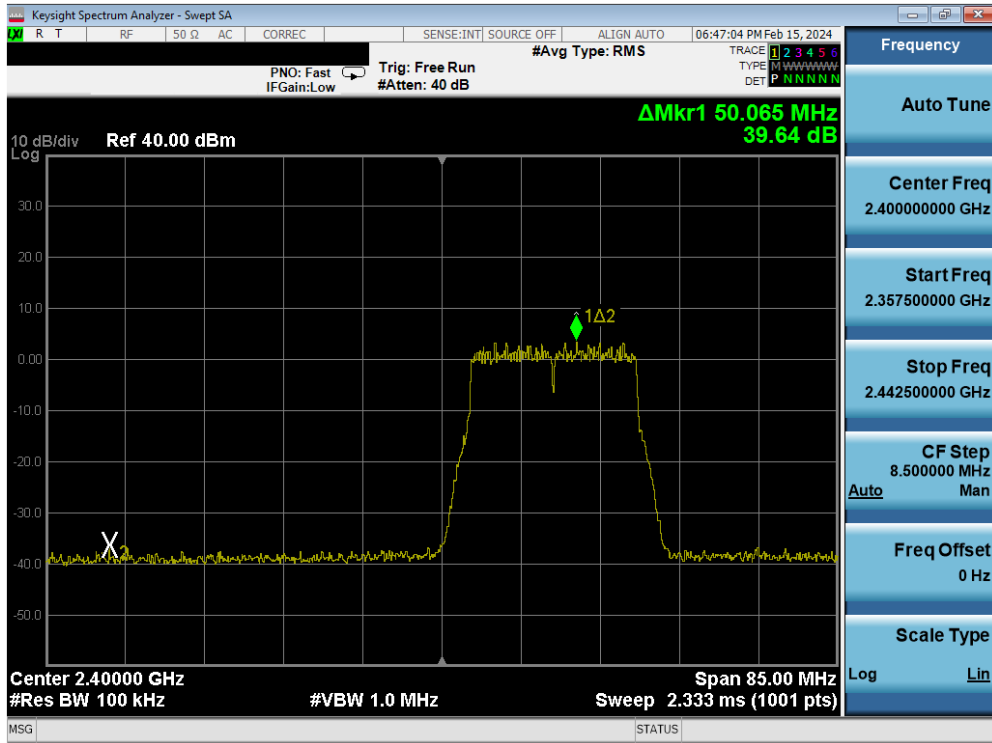 Keysight Spectrum Analyzer - Swept SA
LXI R T RF 50 Ω AC CORREC SENSE:INT SOURCE OFF ALIGN AUTO 06:47:04 PM Feb 15, 2024
#Avg Type: RMS TRACE 1 2 3 4 5 6
PNO: Fast Trig: Free Run TYPE M WWWWW
IFGain:Low #Atten: 40 dB DET P N N N N N
ΔMkr1 50.065 MHz
39.64 dB
10 dB/div Ref 40.00 dBm
Log
30.0
20.0
10.0
1Δ2
0.00
-10.0
-20.0
-30.0
X
-40.0
-50.0
Center 2.40000 GHz Span 85.00 MHz
#Res BW 100 kHz #VBW 1.0 MHz Sweep 2.333 ms (1001 pts)
MSG STATUS
Frequency
Auto Tune
Center Freq
2.400000000 GHz
Start Freq
2.357500000 GHz
Stop Freq
2.442500000 GHz
CF Step
8.500000 MHz
Auto Man
Freq Offset
0 Hz
Scale Type
Log Lin